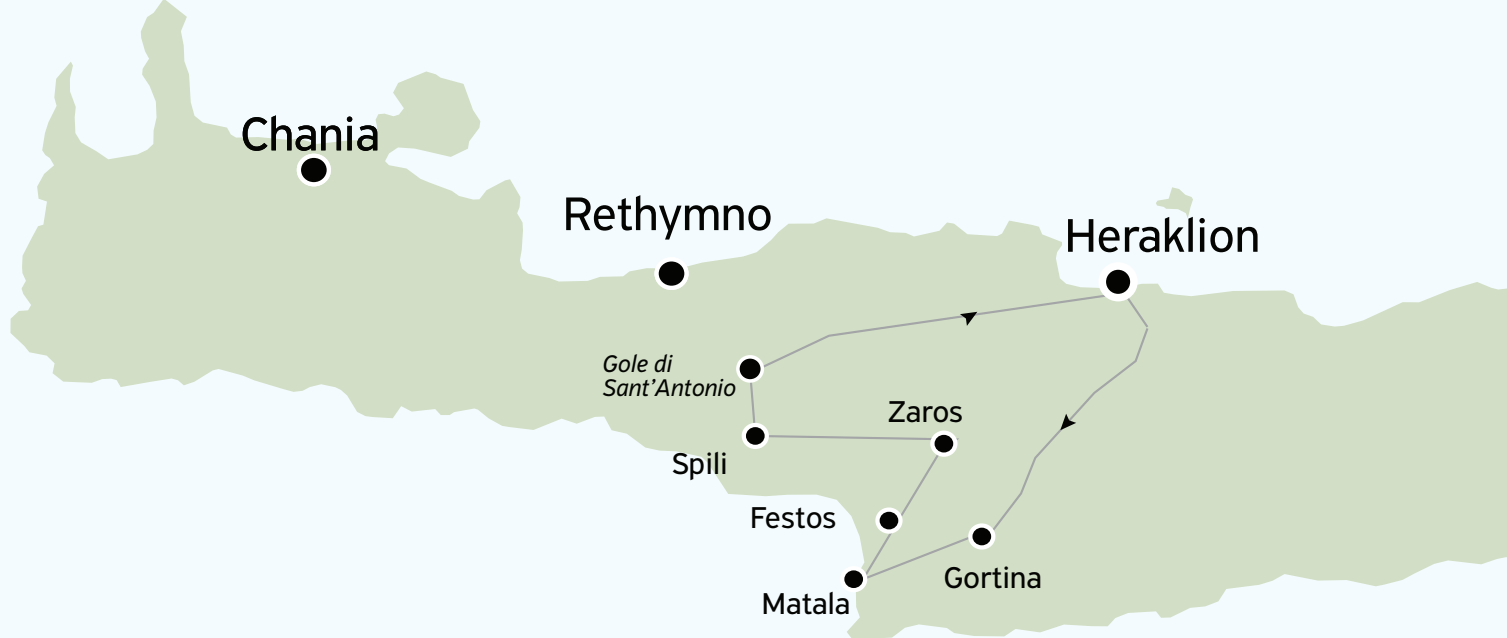 Chania
Rethymno
Heraklion
Gole di
Sant’Antonio
Zaros
Spili
Festos
Gortina
Matala